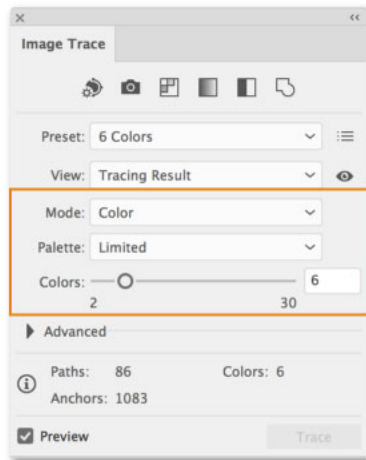 Image Trace
Preset: 6 Colors
View: Tracing Result
Mode: Color
Palette: Limited
Colors: 6
2 30
Advanced
Paths: 86 Colors: 6
Anchors: 1083
Preview Trace